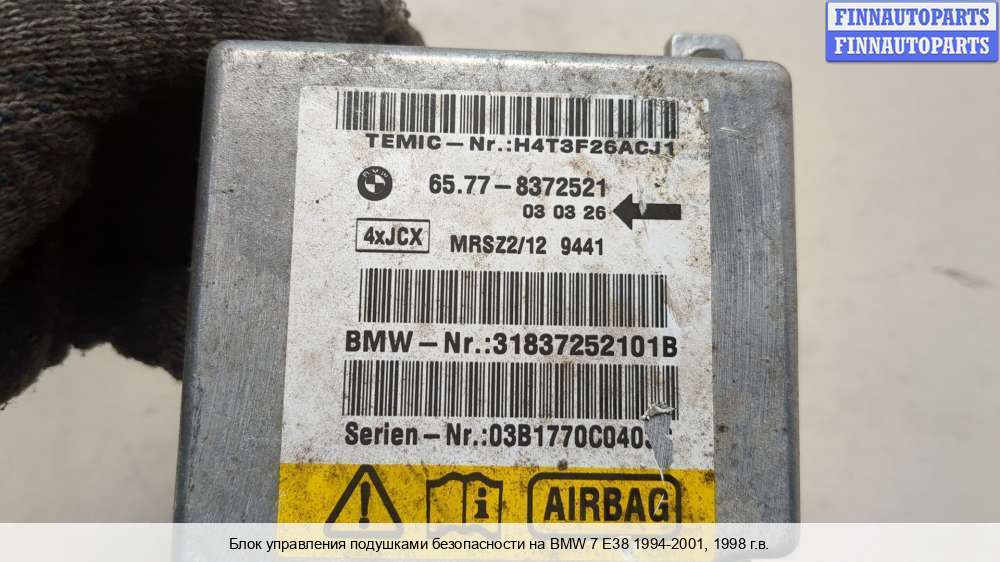 FINNAUTOPARTS
FINNAUTOPARTS
TEMIC-Nr.:H4T3F26ACJ1
BMW
65.77-8372521
03 03 26
4xJCX
MRSZ2/12 9441
BMW-Nr.:31837252101B
Serien-Nr.:
AIRBAG
Блок управления подушками безопасности на BMW 7 E38 1994-2001, 1998 г.в.